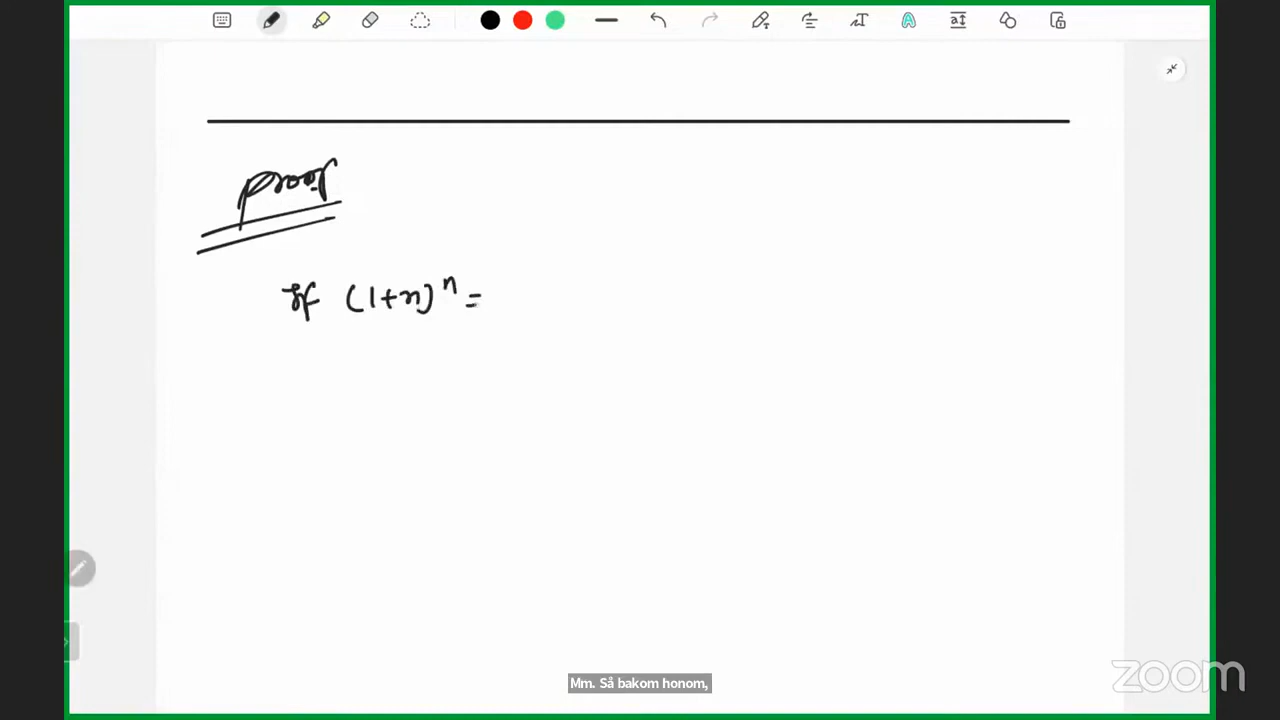 proof
If (1+n)^n =
Mm. Så bakom honom,
zoom